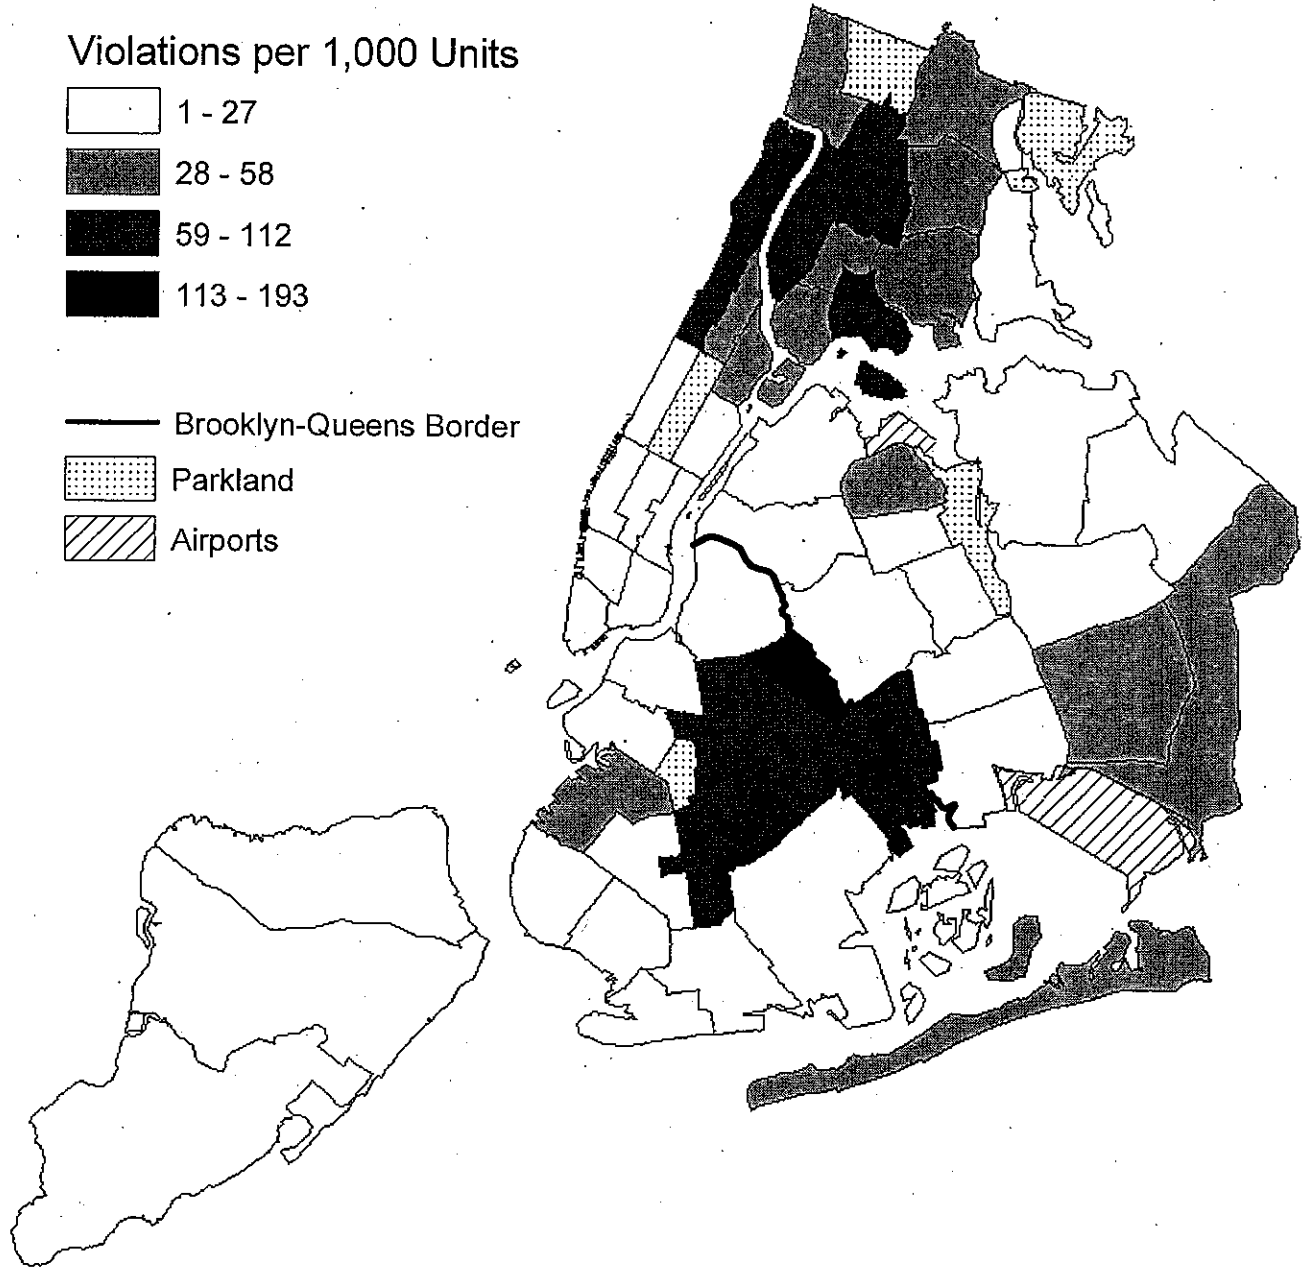 Violations per 1,000 Units
1 - 27
28 - 58
59 - 112
113 - 193
Brooklyn-Queens Border
Parkland
Airports